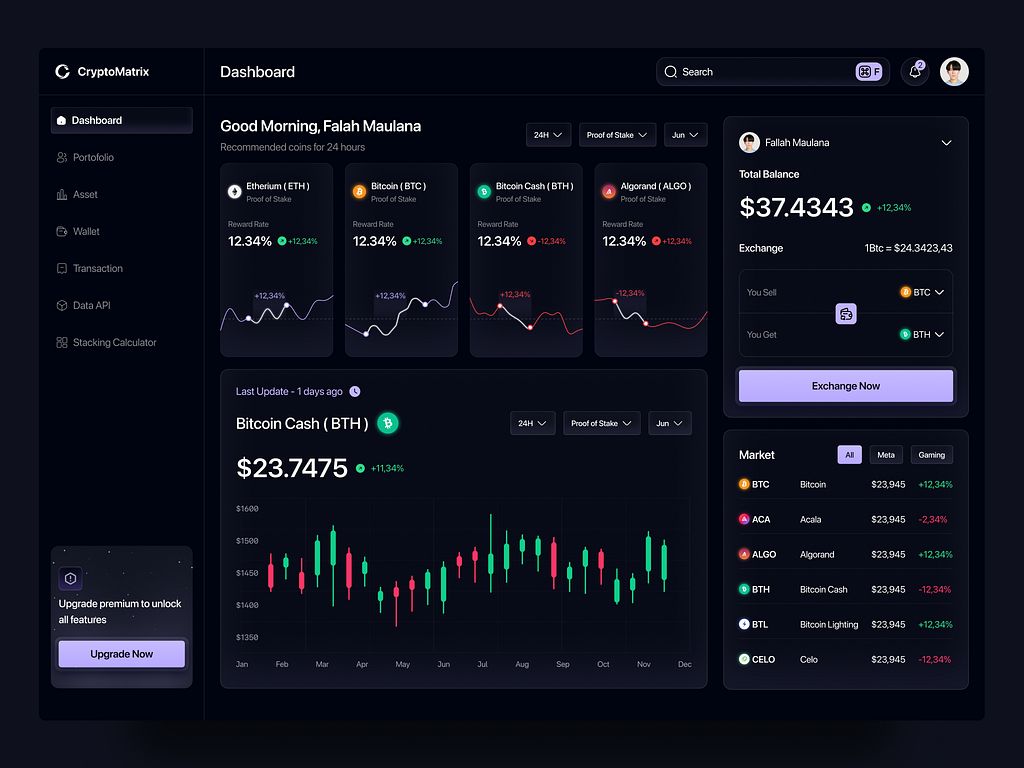 CryptoMatrix
Dashboard
Search
F
2
Dashboard
Portofolio
Asset
Wallet
Transaction
Data API
Stacking Calculator
Upgrade premium to unlock
all features
Upgrade Now
Good Morning, Falah Maulana
Recommended coins for 24 hours
24H
Proof of Stake
Jun
Etherium ( ETH )
Proof of Stake
Reward Rate
12.34% +12,34%
+12,34%
Bitcoin ( BTC )
Proof of Stake
Reward Rate
12.34% +12,34%
+12,34%
Bitcoin Cash ( BTH )
Proof of Stake
Reward Rate
12.34% -12,34%
+12,34%
Algorand ( ALGO )
Proof of Stake
Reward Rate
12.34% +12,34%
-12,34%
Last Update - 1 days ago
Bitcoin Cash ( BTH )
24H
Proof of Stake
Jun
$23.7475 +11,34%
$1600
$1500
$1450
$1400
$1350
Jan Feb Mar Apr May Jun Jul Aug Sep Oct Nov Dec
Fallah Maulana
Total Balance
$37.4343 +12,34%
Exchange 1Btc = $24.3423,43
You Sell BTC
You Get BTH
Exchange Now
Market All Meta Gaming
BTC Bitcoin $23,945 +12,34%
ACA Acala $23,945 -2,34%
ALGO Algorand $23,945 +12,34%
BTH Bitcoin Cash $23,945 -12,34%
BTL Bitcoin Lighting $23,945 +12,34%
CELO Celo $23,945 -12,34%